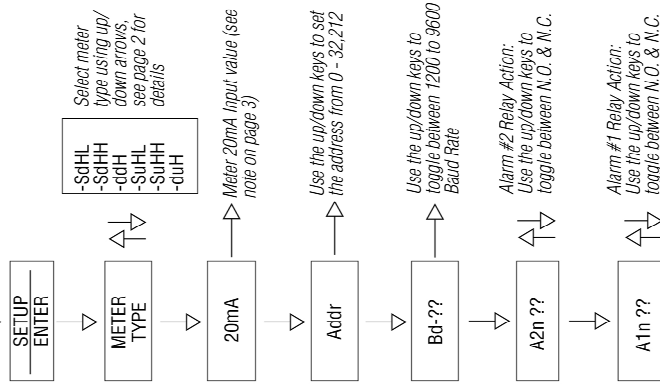 SETUP
ENTER
METER
TYPE
-SdHL
-SdHH
-ddH
-SuHL
-SuHH
-duH
Select meter
type using up/
down arrows,
see page 2 for
details
20mA
Meter 20mA Input value (see
note on page 3)
Addr
Use the up/down keys to set
the address from 0 - 32,212
Bd-??
Use the up/down keys to
toggle between 1200 to 9600
Baud Rate
A2n ??
Alarm #2 Relay Action:
Use the up/down keys to
toggle between N.O. & N.C.
A1n ??
Alarm #1 Relay Action:
Use the up/down keys to
toggle between N.O. & N.C.